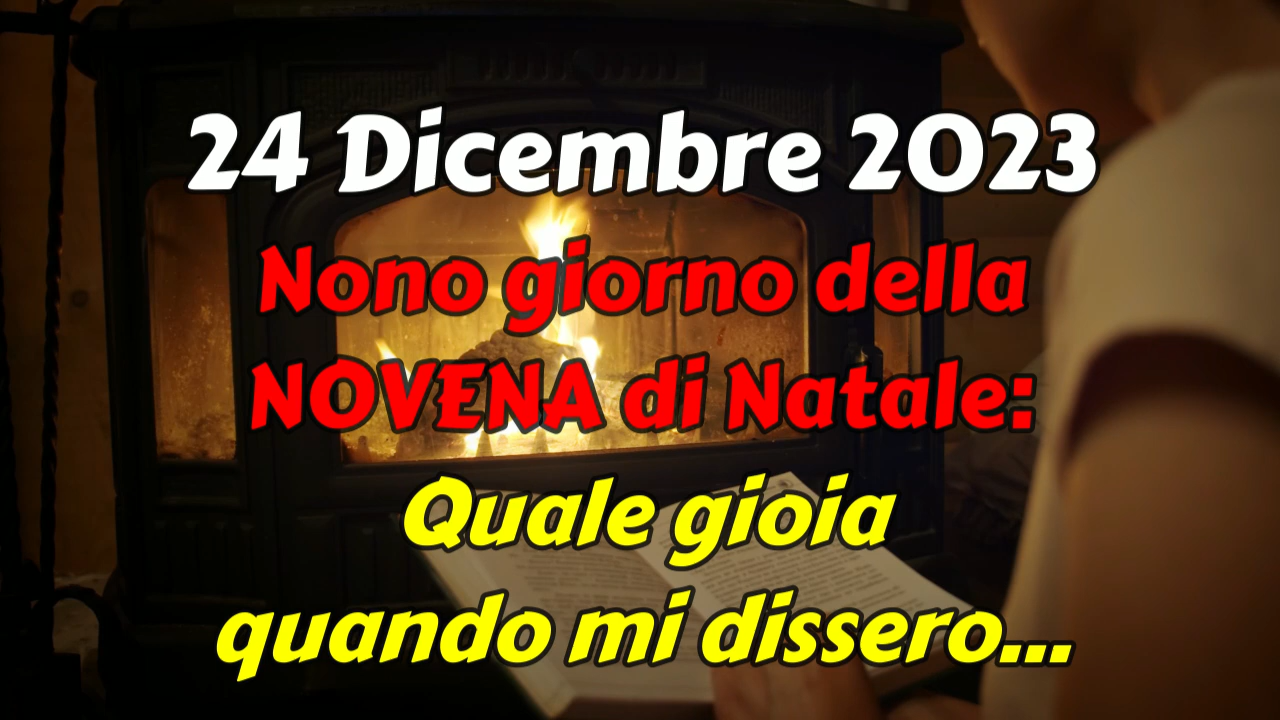 24 Dicembre 2023
Nono giorno della
NOVENA di Natale:
Quale gioia
quando mi dissero...